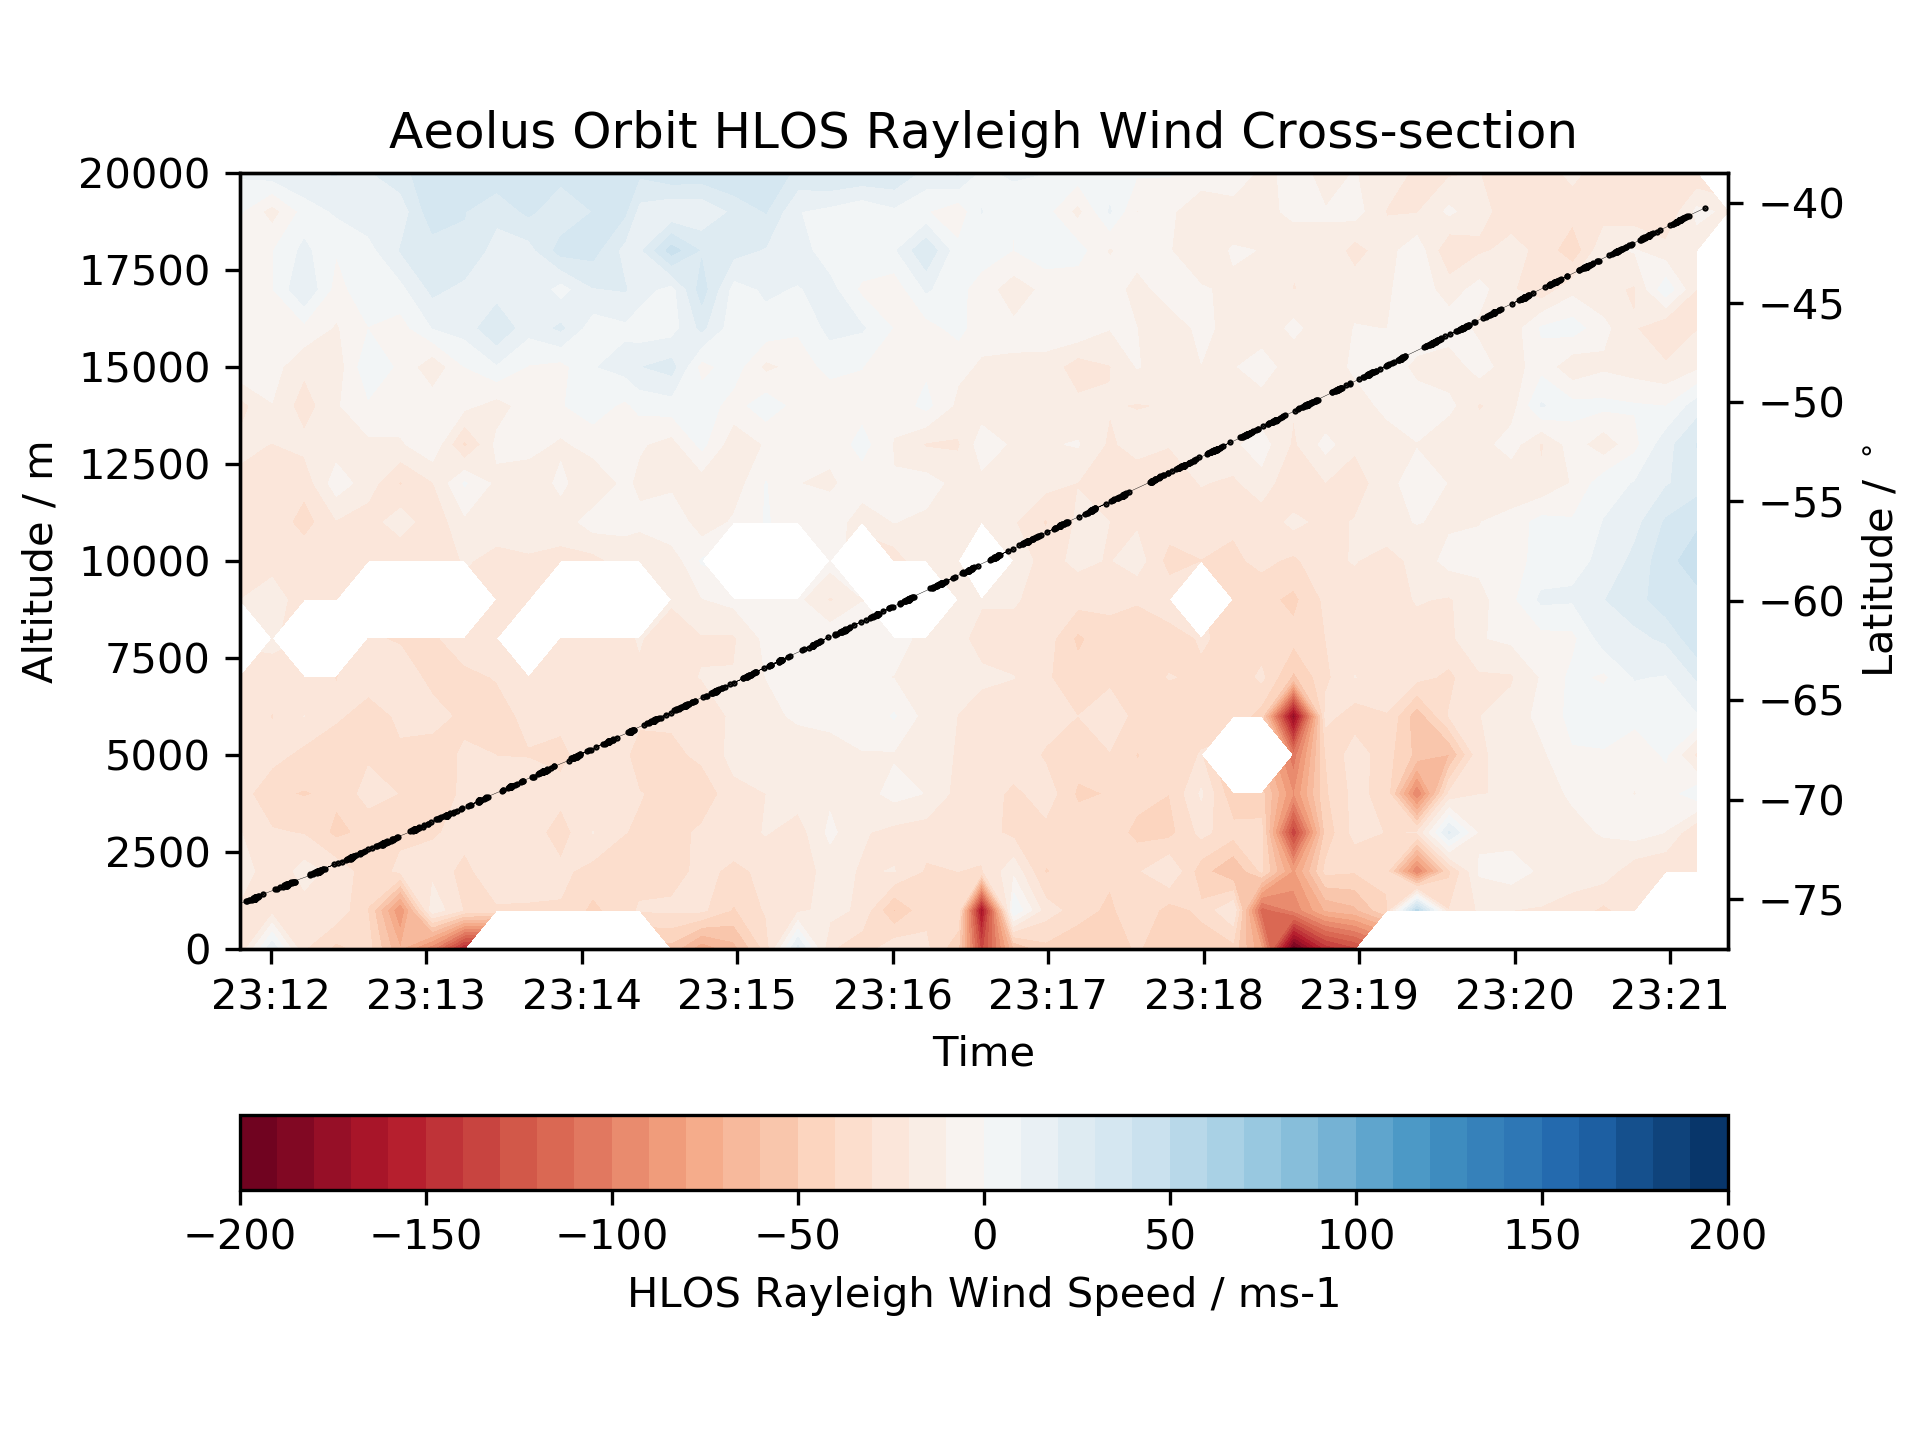 Aeolus Orbit HLOS Rayleigh Wind Cross-section
20000
17500
15000
12500
10000
7500
5000
2500
0
Altitude / m
−40
−45
−50
−55
−60
−65
−70
−75
Latitude / °
23:12 23:13 23:14 23:15 23:16 23:17 23:18 23:19 23:20 23:21
Time
−200 −150 −100 −50 0 50 100 150 200
HLOS Rayleigh Wind Speed / ms-1